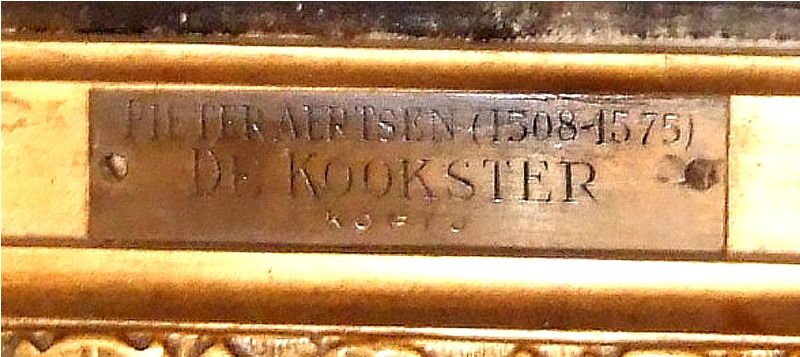 PIETER AERTSEN (1508-1575)
DE KOOKSTER